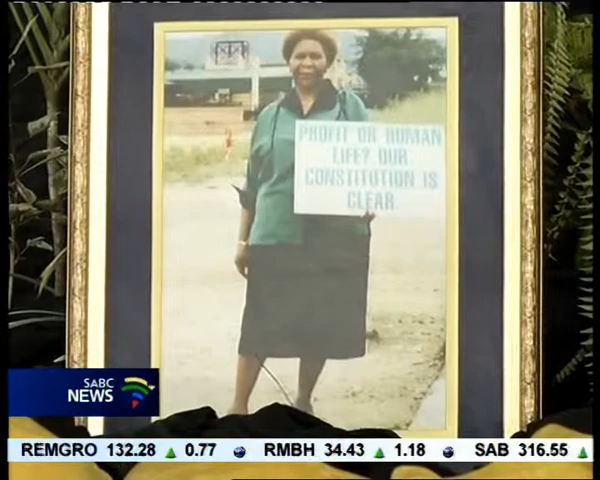 PROFIT OR HUMAN
LIFE? OUR
CONSTITUTION IS
CLEAR
SABC
NEWS
REMGRO 132.28 ▲ 0.77 RMBH 34.43 ▲ 1.18 SAB 316.55 ▲